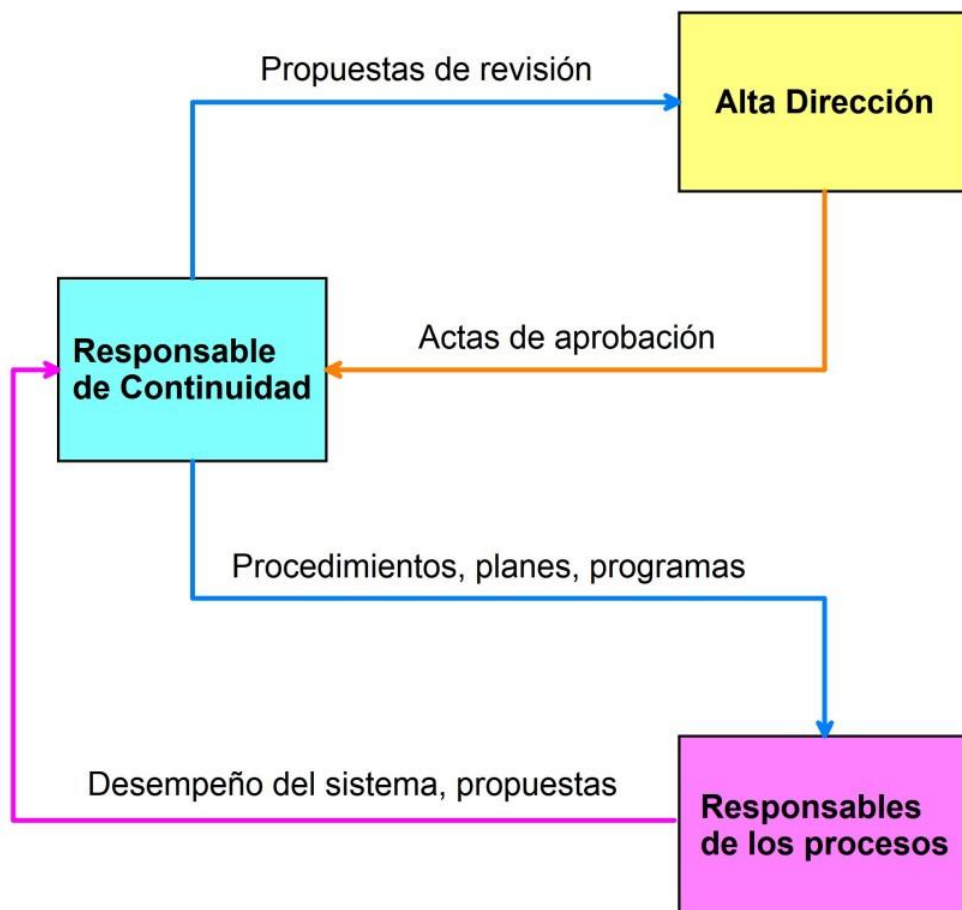 Propuestas de revisión
Alta Dirección
Responsable
de Continuidad
Actas de aprobación
Procedimientos, planes, programas
Desempeño del sistema, propuestas
Responsables
de los procesos